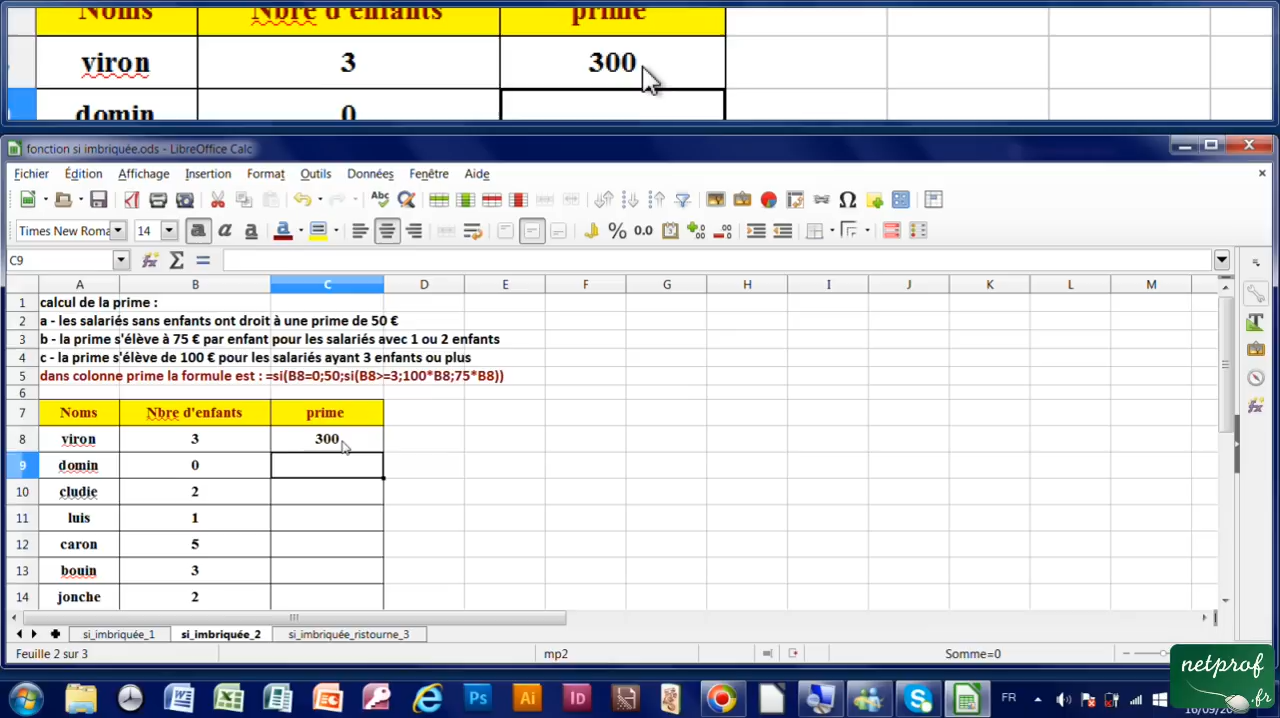 Noms Nbre d'enfants prime
viron 3 300
domin 0
fonction si imbriquée.ods - LibreOffice Calc
Fichier Édition Affichage Insertion Format Outils Données Fenêtre Aide
Times New Roma 14
C9
A B C D E F G H I J K L M
1 calcul de la prime :
2 a - les salariés sans enfants ont droit à une prime de 50 €
3 b - la prime s'élève à 75 € par enfant pour les salariés avec 1 ou 2 enfants
4 c - la prime s'élève de 100 € pour les salariés ayant 3 enfants ou plus
5 dans colonne prime la formule est : =si(B8=0;50;si(B8>=3;100*B8;75*B8))
6
7 Noms Nbre d'enfants prime
8 viron 3 300
9 domin 0
10 cludie 2
11 luis 1
12 caron 5
13 bouin 3
14 jonche 2
si_imbriquée_1 si_imbriquée_2 si_imbriquée_ristourne_3
Feuille 2 sur 3 mp2 Somme=0
netprof.fr
Ps Ai Id FR